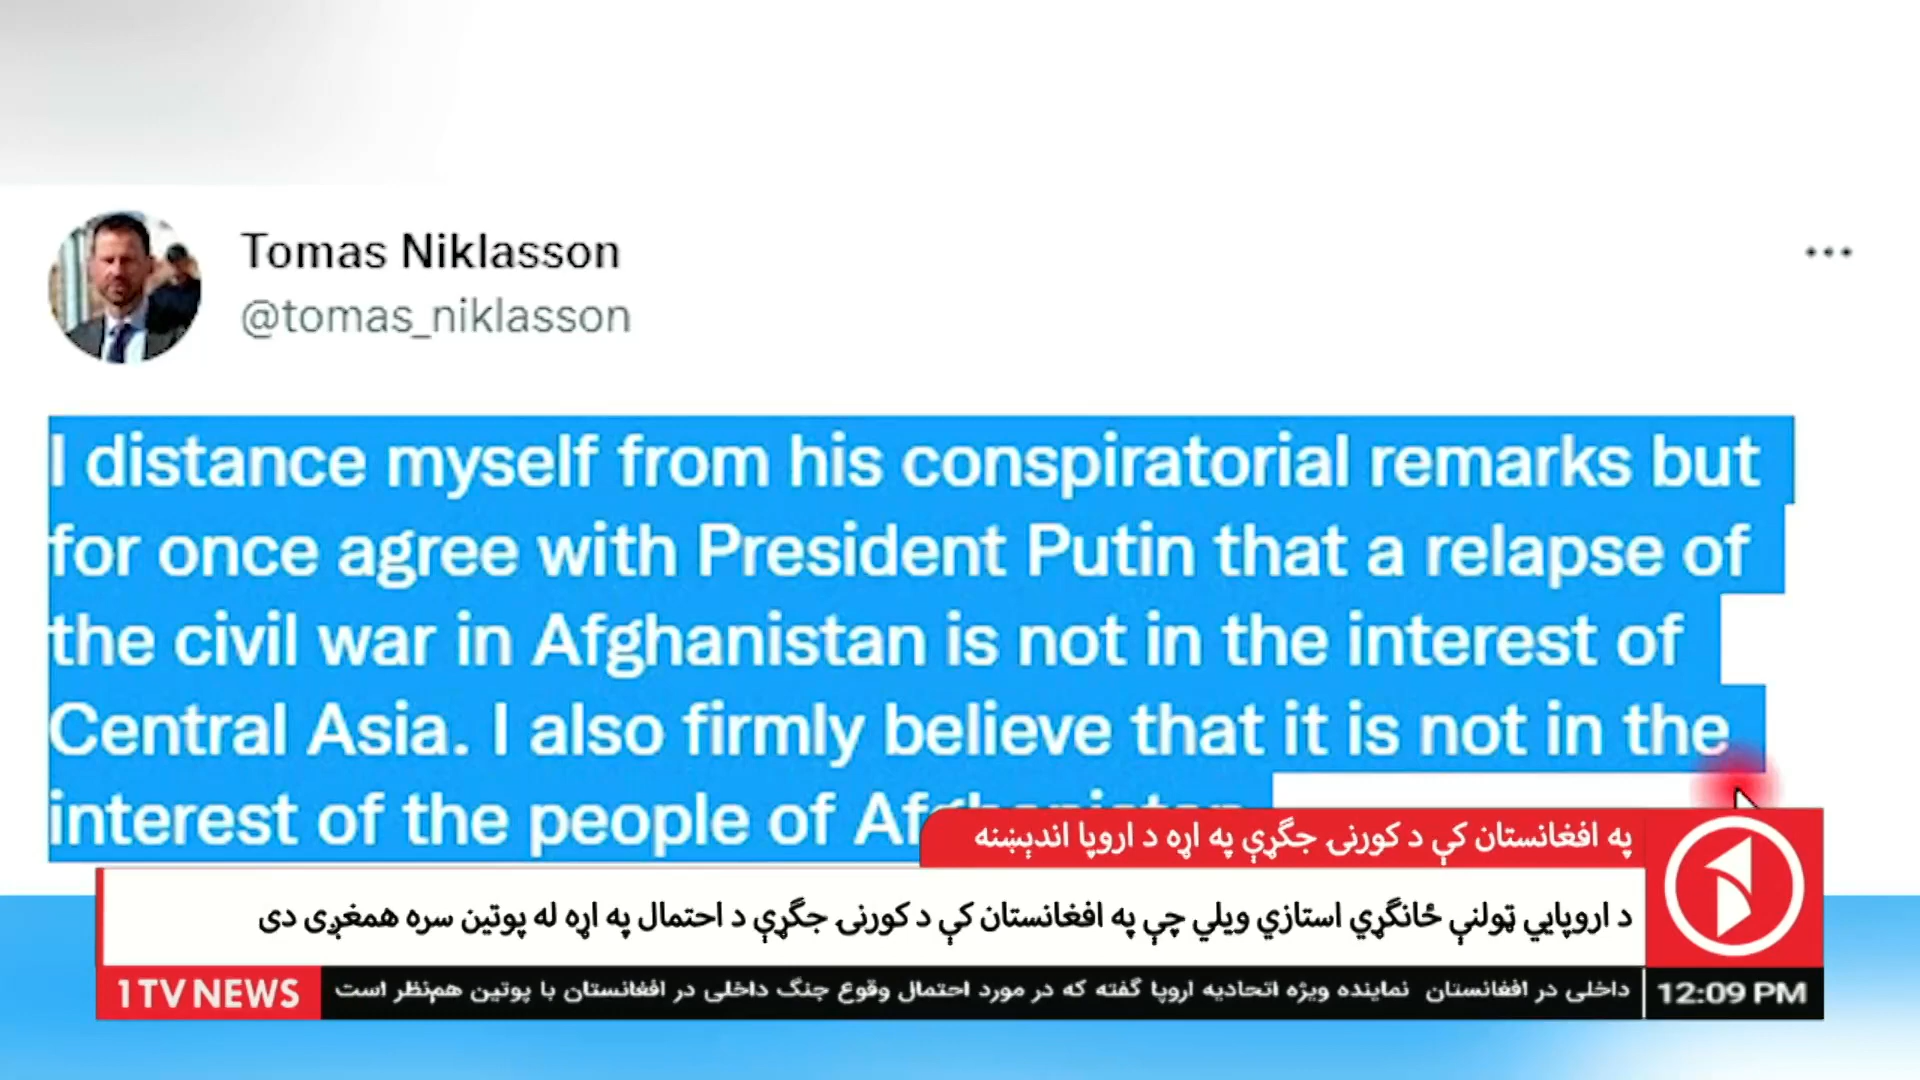 Tomas Niklasson
@tomas_niklasson
I distance myself from his conspiratorial remarks but
for once agree with President Putin that a relapse of
the civil war in Afghanistan is not in the interest of
Central Asia. I also firmly believe that it is not in the
interest of the people of Afghanistan.
په افغانستان کې د کورنۍ جګړې په اړه د اروپا اندېښنه
د اروپايي ټولنې ځانګړي استازي ويلي چې په افغانستان کې د کورنۍ جګړې د احتمال په اړه له پوتين سره همغږی دی
1TV NEWS
داخلی در افغانستان نماینده ویژه اتحادیه اروپا گفته که در مورد احتمال وقوع جنگ داخلی در افغانستان با پوتین هم‌نظر است
12:09 PM